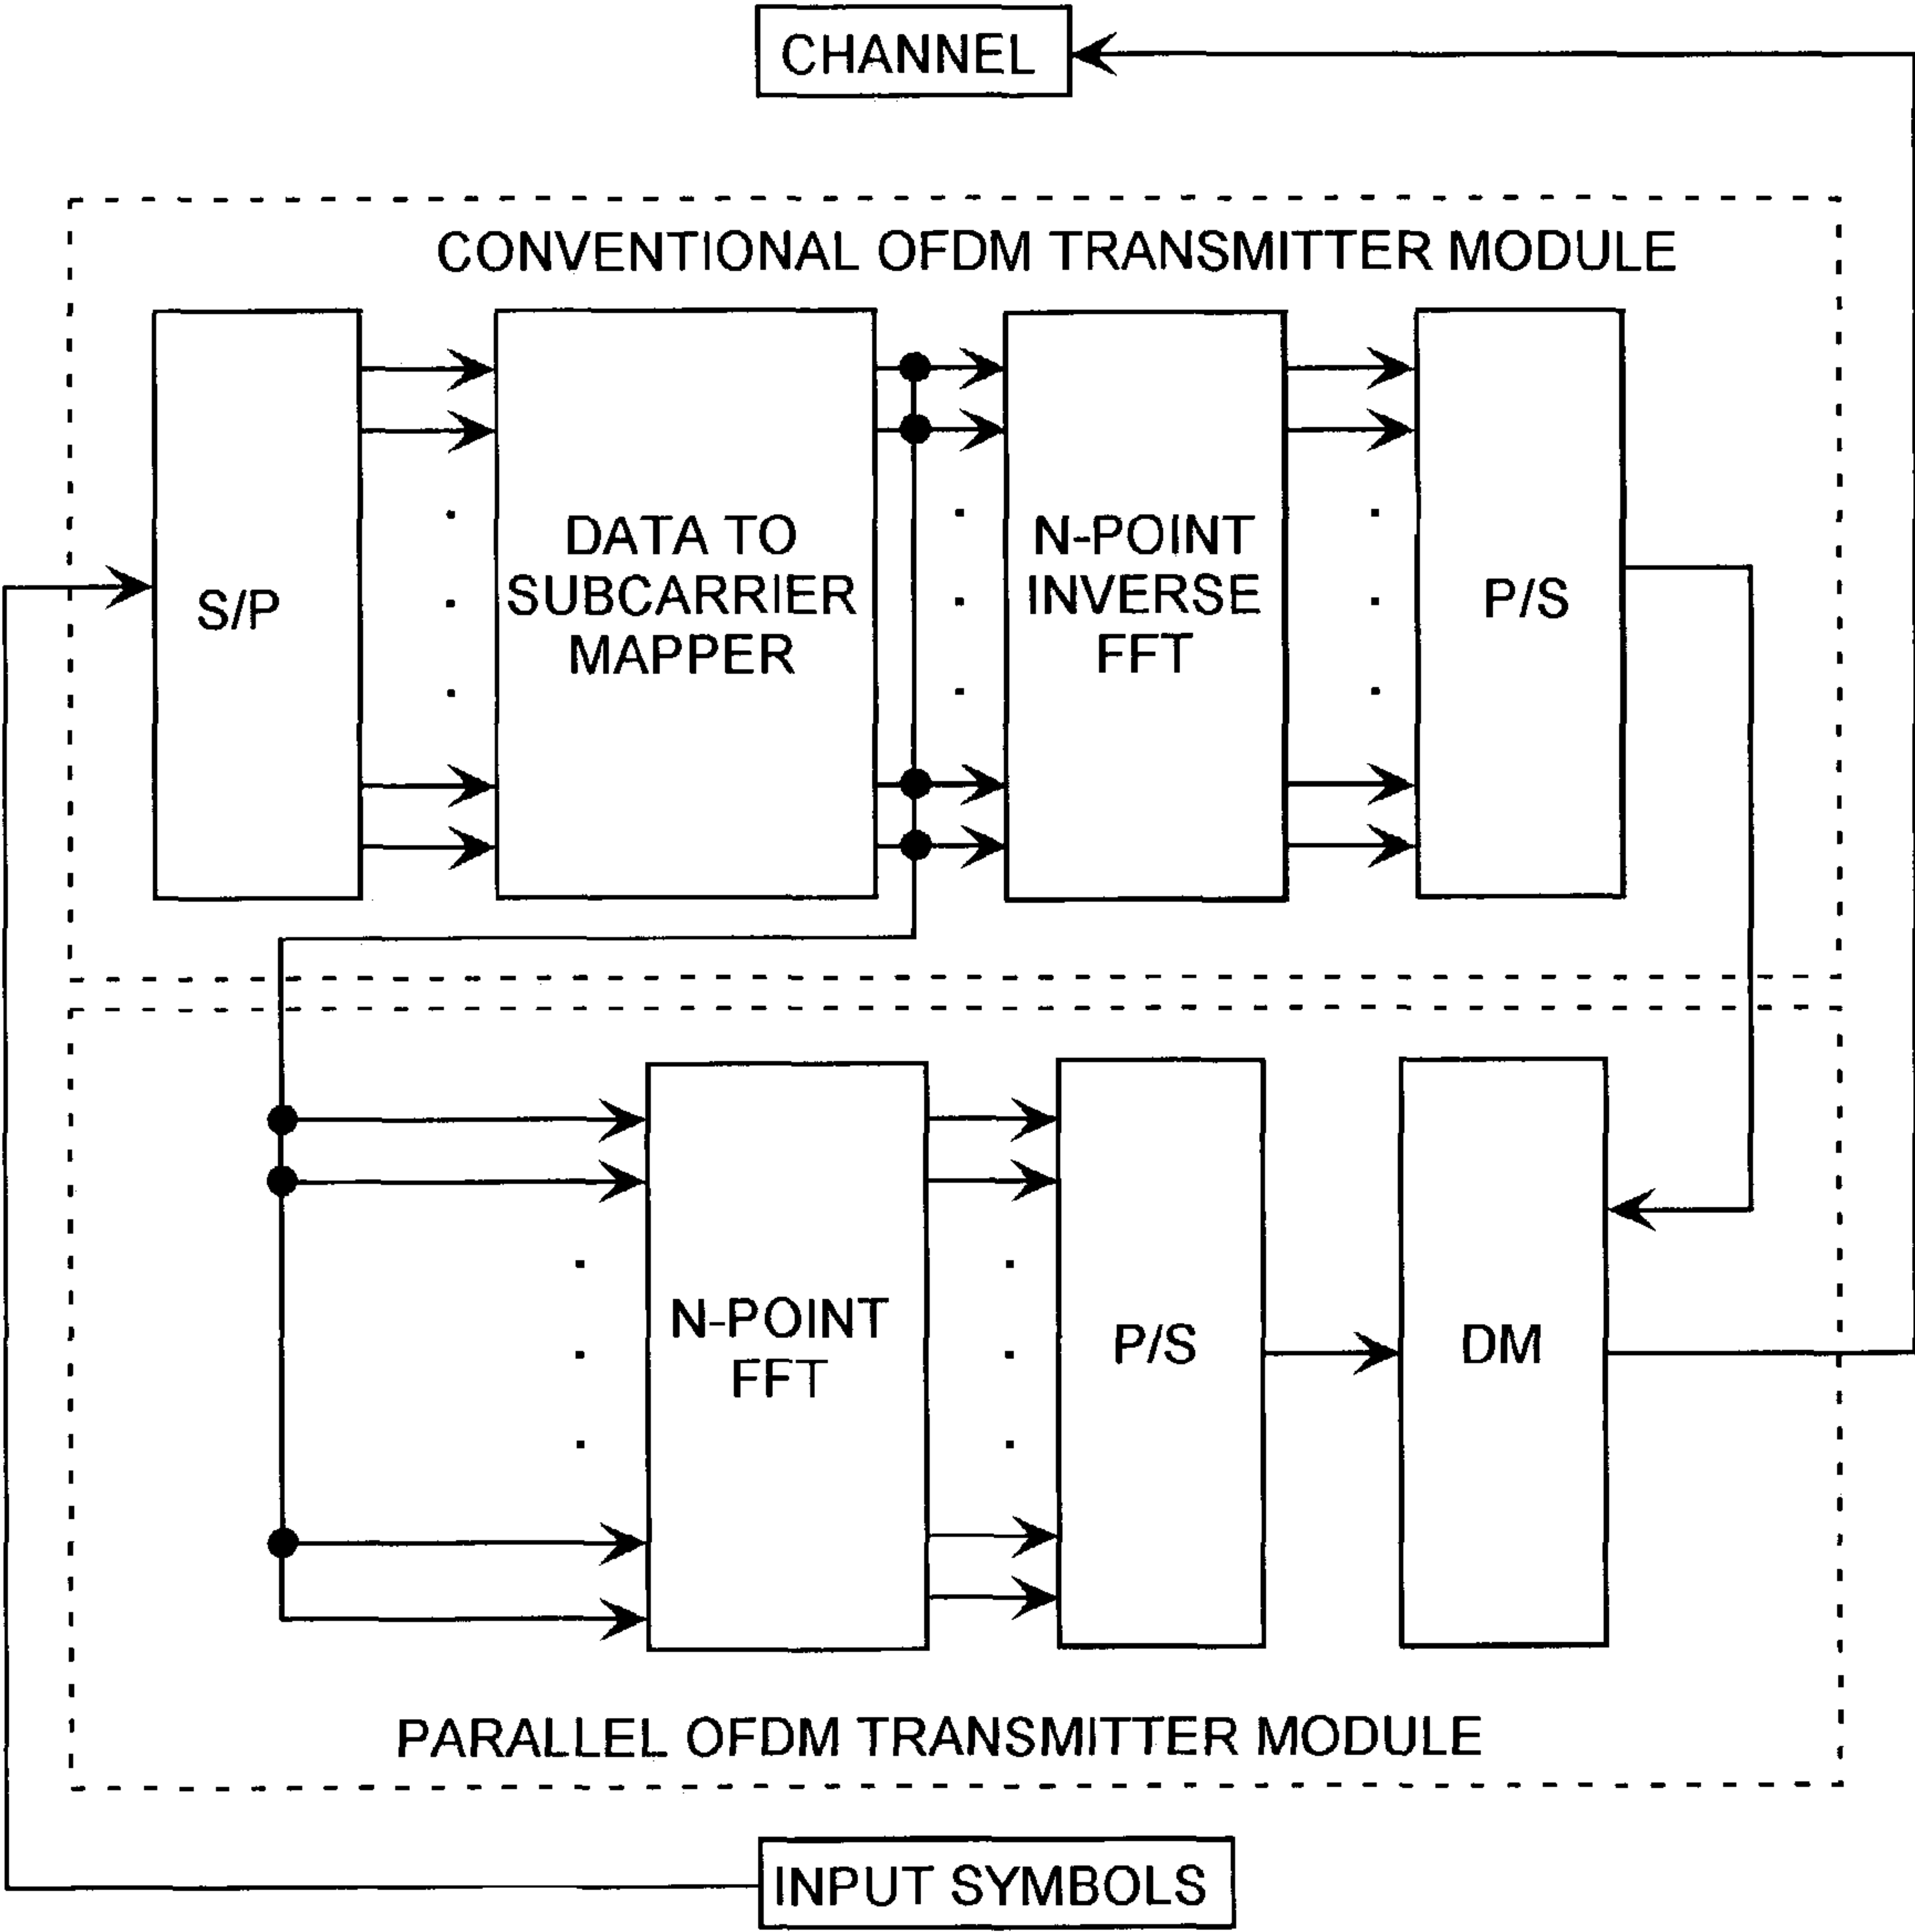 CHANNEL
CONVENTIONAL OFDM TRANSMITTER MODULE
S/P
DATA TO
SUBCARRIER
MAPPER
N-POINT
INVERSE
FFT
P/S
N-POINT
FFT
P/S
DM
PARALLEL OFDM TRANSMITTER MODULE
INPUT SYMBOLS